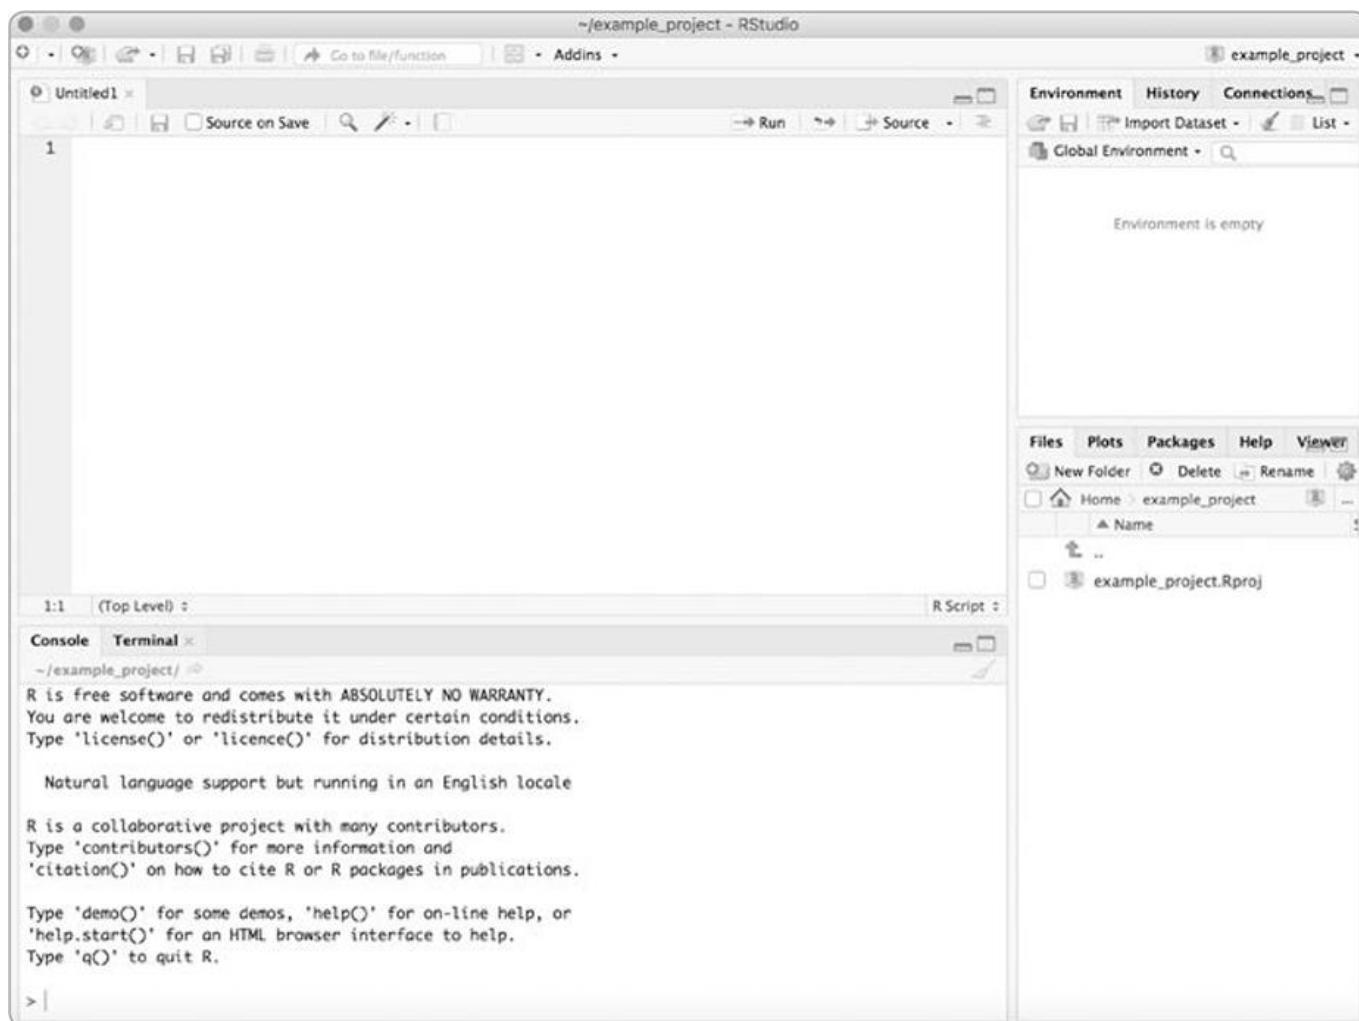 ~/example_project - RStudio
Go to file/function Addins example_project
Untitled1
Source on Save Run Source
1
1:1 (Top Level) R Script
Console Terminal
~/example_project/
R is free software and comes with ABSOLUTELY NO WARRANTY.
You are welcome to redistribute it under certain conditions.
Type 'license()' or 'licence()' for distribution details.
Natural language support but running in an English locale
R is a collaborative project with many contributors.
Type 'contributors()' for more information and
'citation()' on how to cite R or R packages in publications.
Type 'demo()' for some demos, 'help()' for on-line help, or
'help.start()' for an HTML browser interface to help.
Type 'q()' to quit R.
>
Environment History Connections
Import Dataset List
Global Environment
Environment is empty
Files Plots Packages Help Viewer
New Folder Delete Rename
Home example_project ...
Name
..
example_project.Rproj